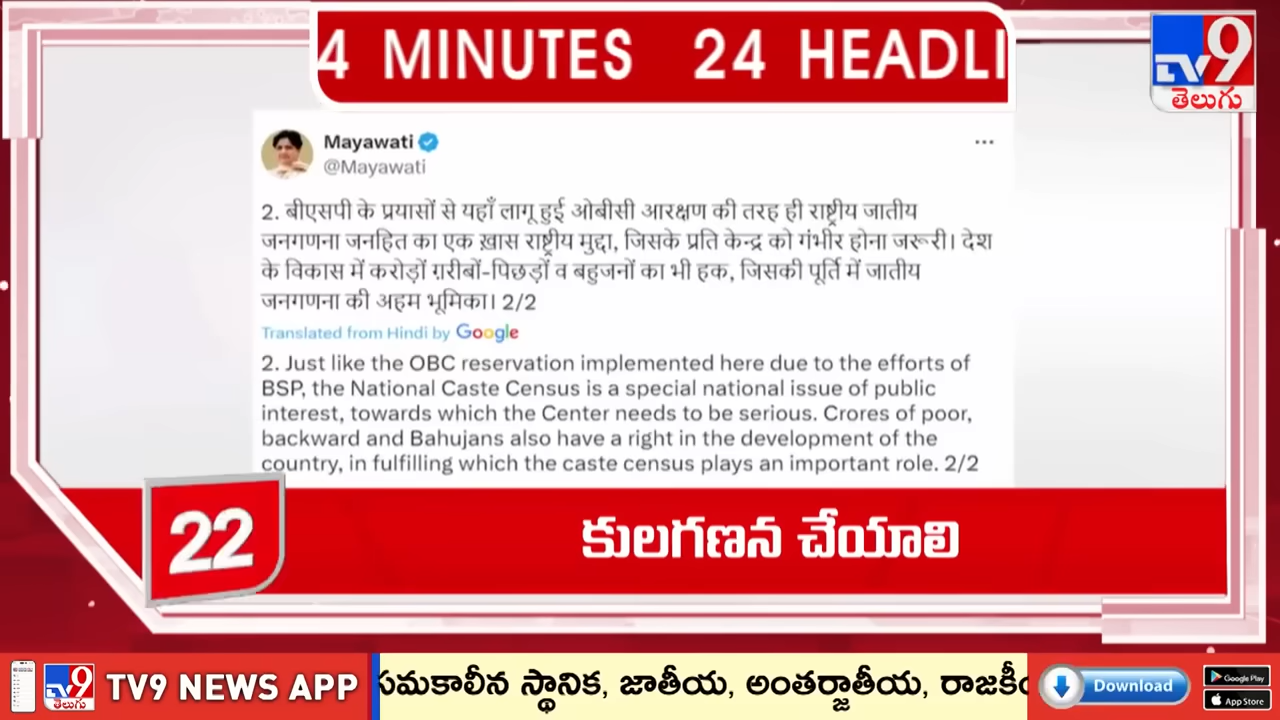 4 MINUTES 24 HEADLI
TV9
తెలుగు
Mayawati
@Mayawati
2. बीएसपी के प्रयासों से यहाँ लागू हुई ओबीसी आरक्षण की तरह ही राष्ट्रीय जातीय
जनगणना जनहित का एक ख़ास राष्ट्रीय मुद्दा, जिसके प्रति केन्द्र को गंभीर होना जरूरी। देश
के विकास में करोड़ों ग़रीबों-पिछड़ों व बहुजनों का भी हक, जिसकी पूर्ति में जातीय
जनगणना की अहम भूमिका। 2/2
Translated from Hindi by Google
2. Just like the OBC reservation implemented here due to the efforts of
BSP, the National Caste Census is a special national issue of public
interest, towards which the Center needs to be serious. Crores of poor,
backward and Bahujans also have a right in the development of the
country, in fulfilling which the caste census plays an important role. 2/2
22
కులగణన చేయాలి
TV9
తెలుగు
TV9 NEWS APP
సమకాలీన స్థానిక, జాతీయ, అంతర్జాతీయ, రాజకీయ
Download
Google Play
App Store